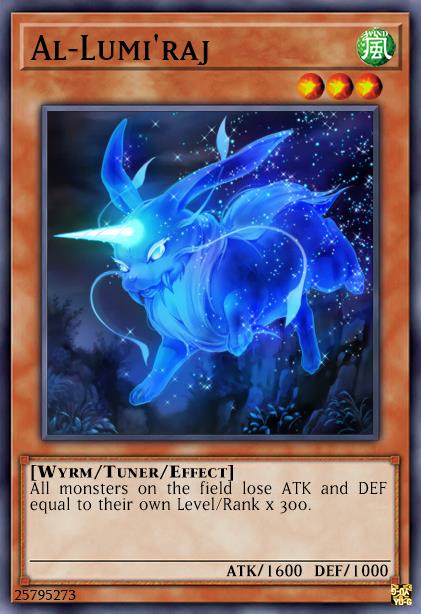 Al-Lumi'raj
WIND
風
[Wyrm/Tuner/Effect]
All monsters on the field lose ATK and DEF
equal to their own Level/Rank x 300.
ATK/1600 DEF/1000
25795273